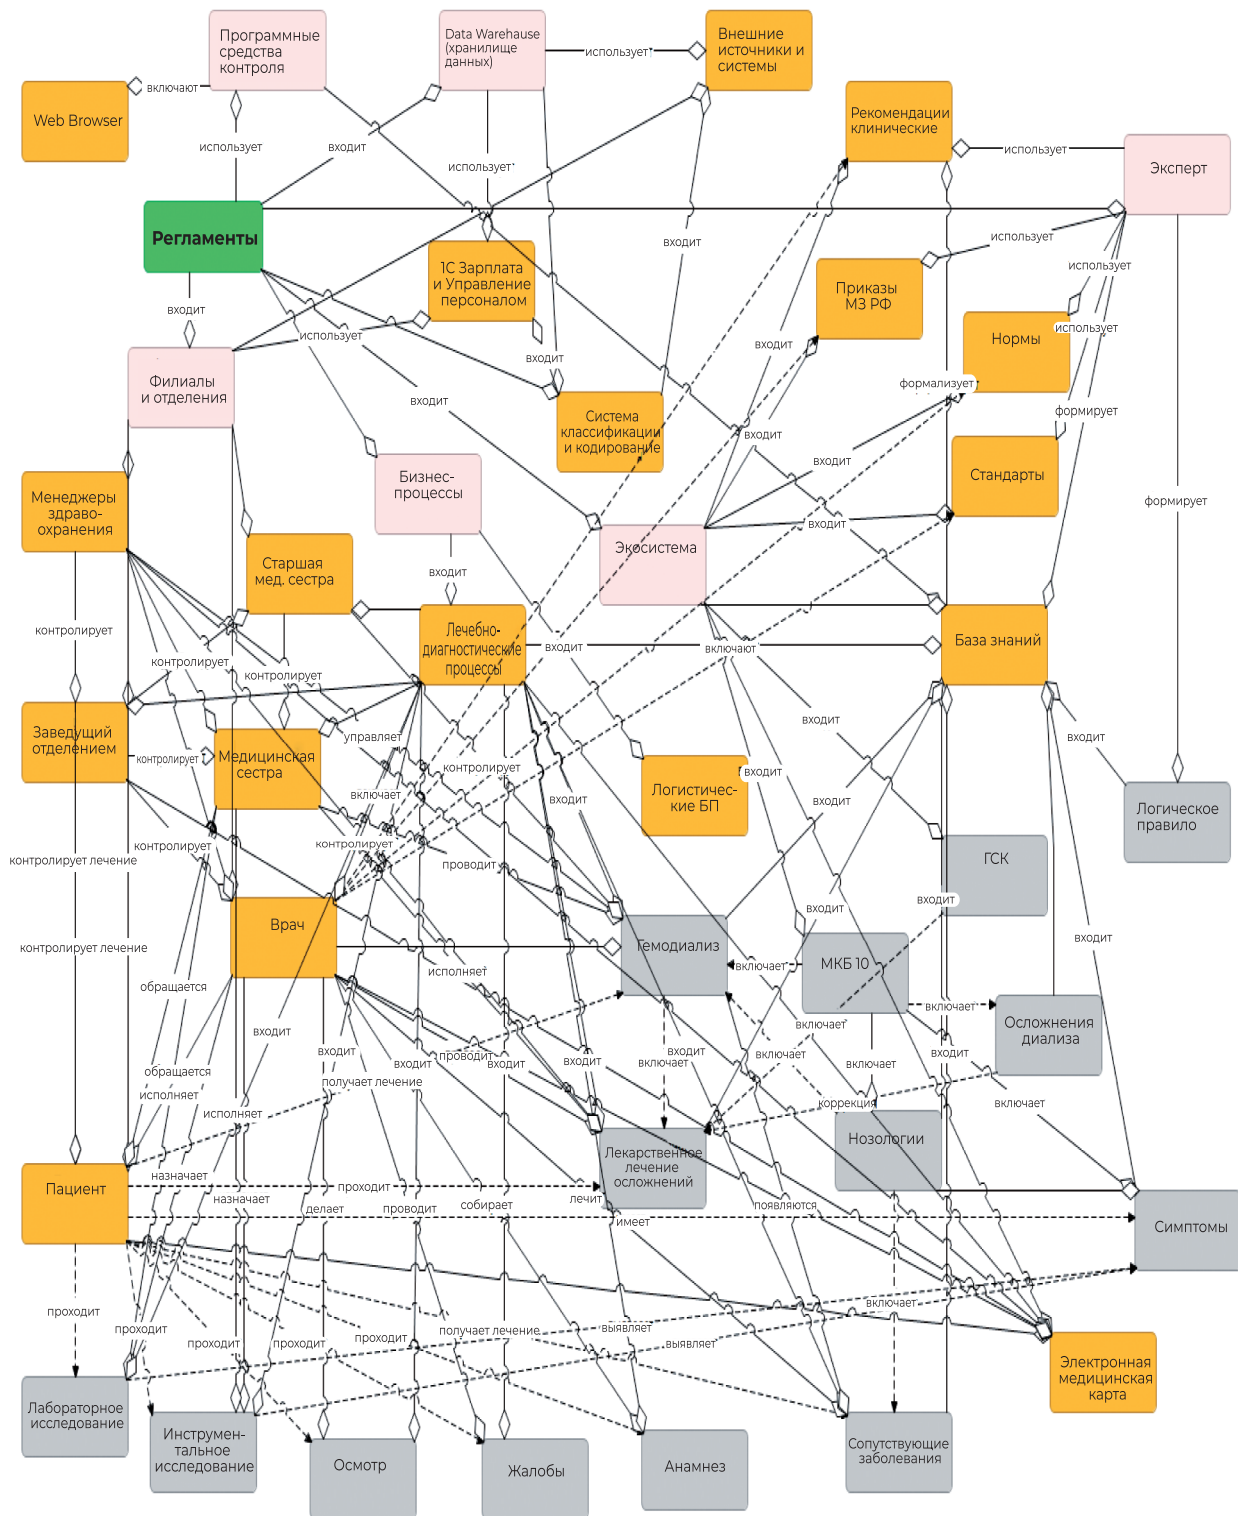 Программные
средства
контроля
Data Warehause
(хранилище
данных)
Внешние
источники и
системы
использует
включают
Web Browser
Рекомендации
клинические
использует
Эксперт
использует
входит
использует
Регламенты
использует
входит
1С Зарплата
и Управление
персоналом
использует
Приказы
МЗ РФ
входит
использует
использует
Нормы
входит
входит
Филиалы
и отделения
формализует
входит
Система
классификации
и кодирование
формирует
входит
Бизнес-
процессы
входит
Стандарты
Менеджеры
здраво-
охранения
формирует
входит
Экосистема
Старшая
мед. сестра
входит
контролирует
Лечебно-
диагностические
процессы
входит
включают
База знаний
контролирует
контролирует
Заведущий
отделением
управляет
входит
входит
контролирует
Медицинская
сестра
контролирует
входит
Логистичес-
кие БП
включает
входит
входит
Логическое
правило
контролирует
контролирует
контролирует лечение
проводит
ГСК
Врач
входит
входит
Гемодиализ
входит
контролирует лечение
исполняет
включает
МКБ 10
обращается
включает
включает
Осложнения
диализа
входит
входит
проводит
входит
входит
входит
входит
включает
включает
включает
входит
обращается
получает лечение
исполняет
исполняет
коррекция
включает
Нозологии
Лекарственное
лечение
осложнений
Пациент
назначает
назначает
проходит
делает
проводит
собирает
лечит
имеет
появляются
Симптомы
проходит
проходит
проходит
проходит
проходит
получает лечение
выявляет
выявляет
включает
Электронная
медицинская
карта
Лабораторное
исследование
Инструмен-
тальное
исследование
Осмотр
Жалобы
Анамнез
Сопутствующие
заболевания